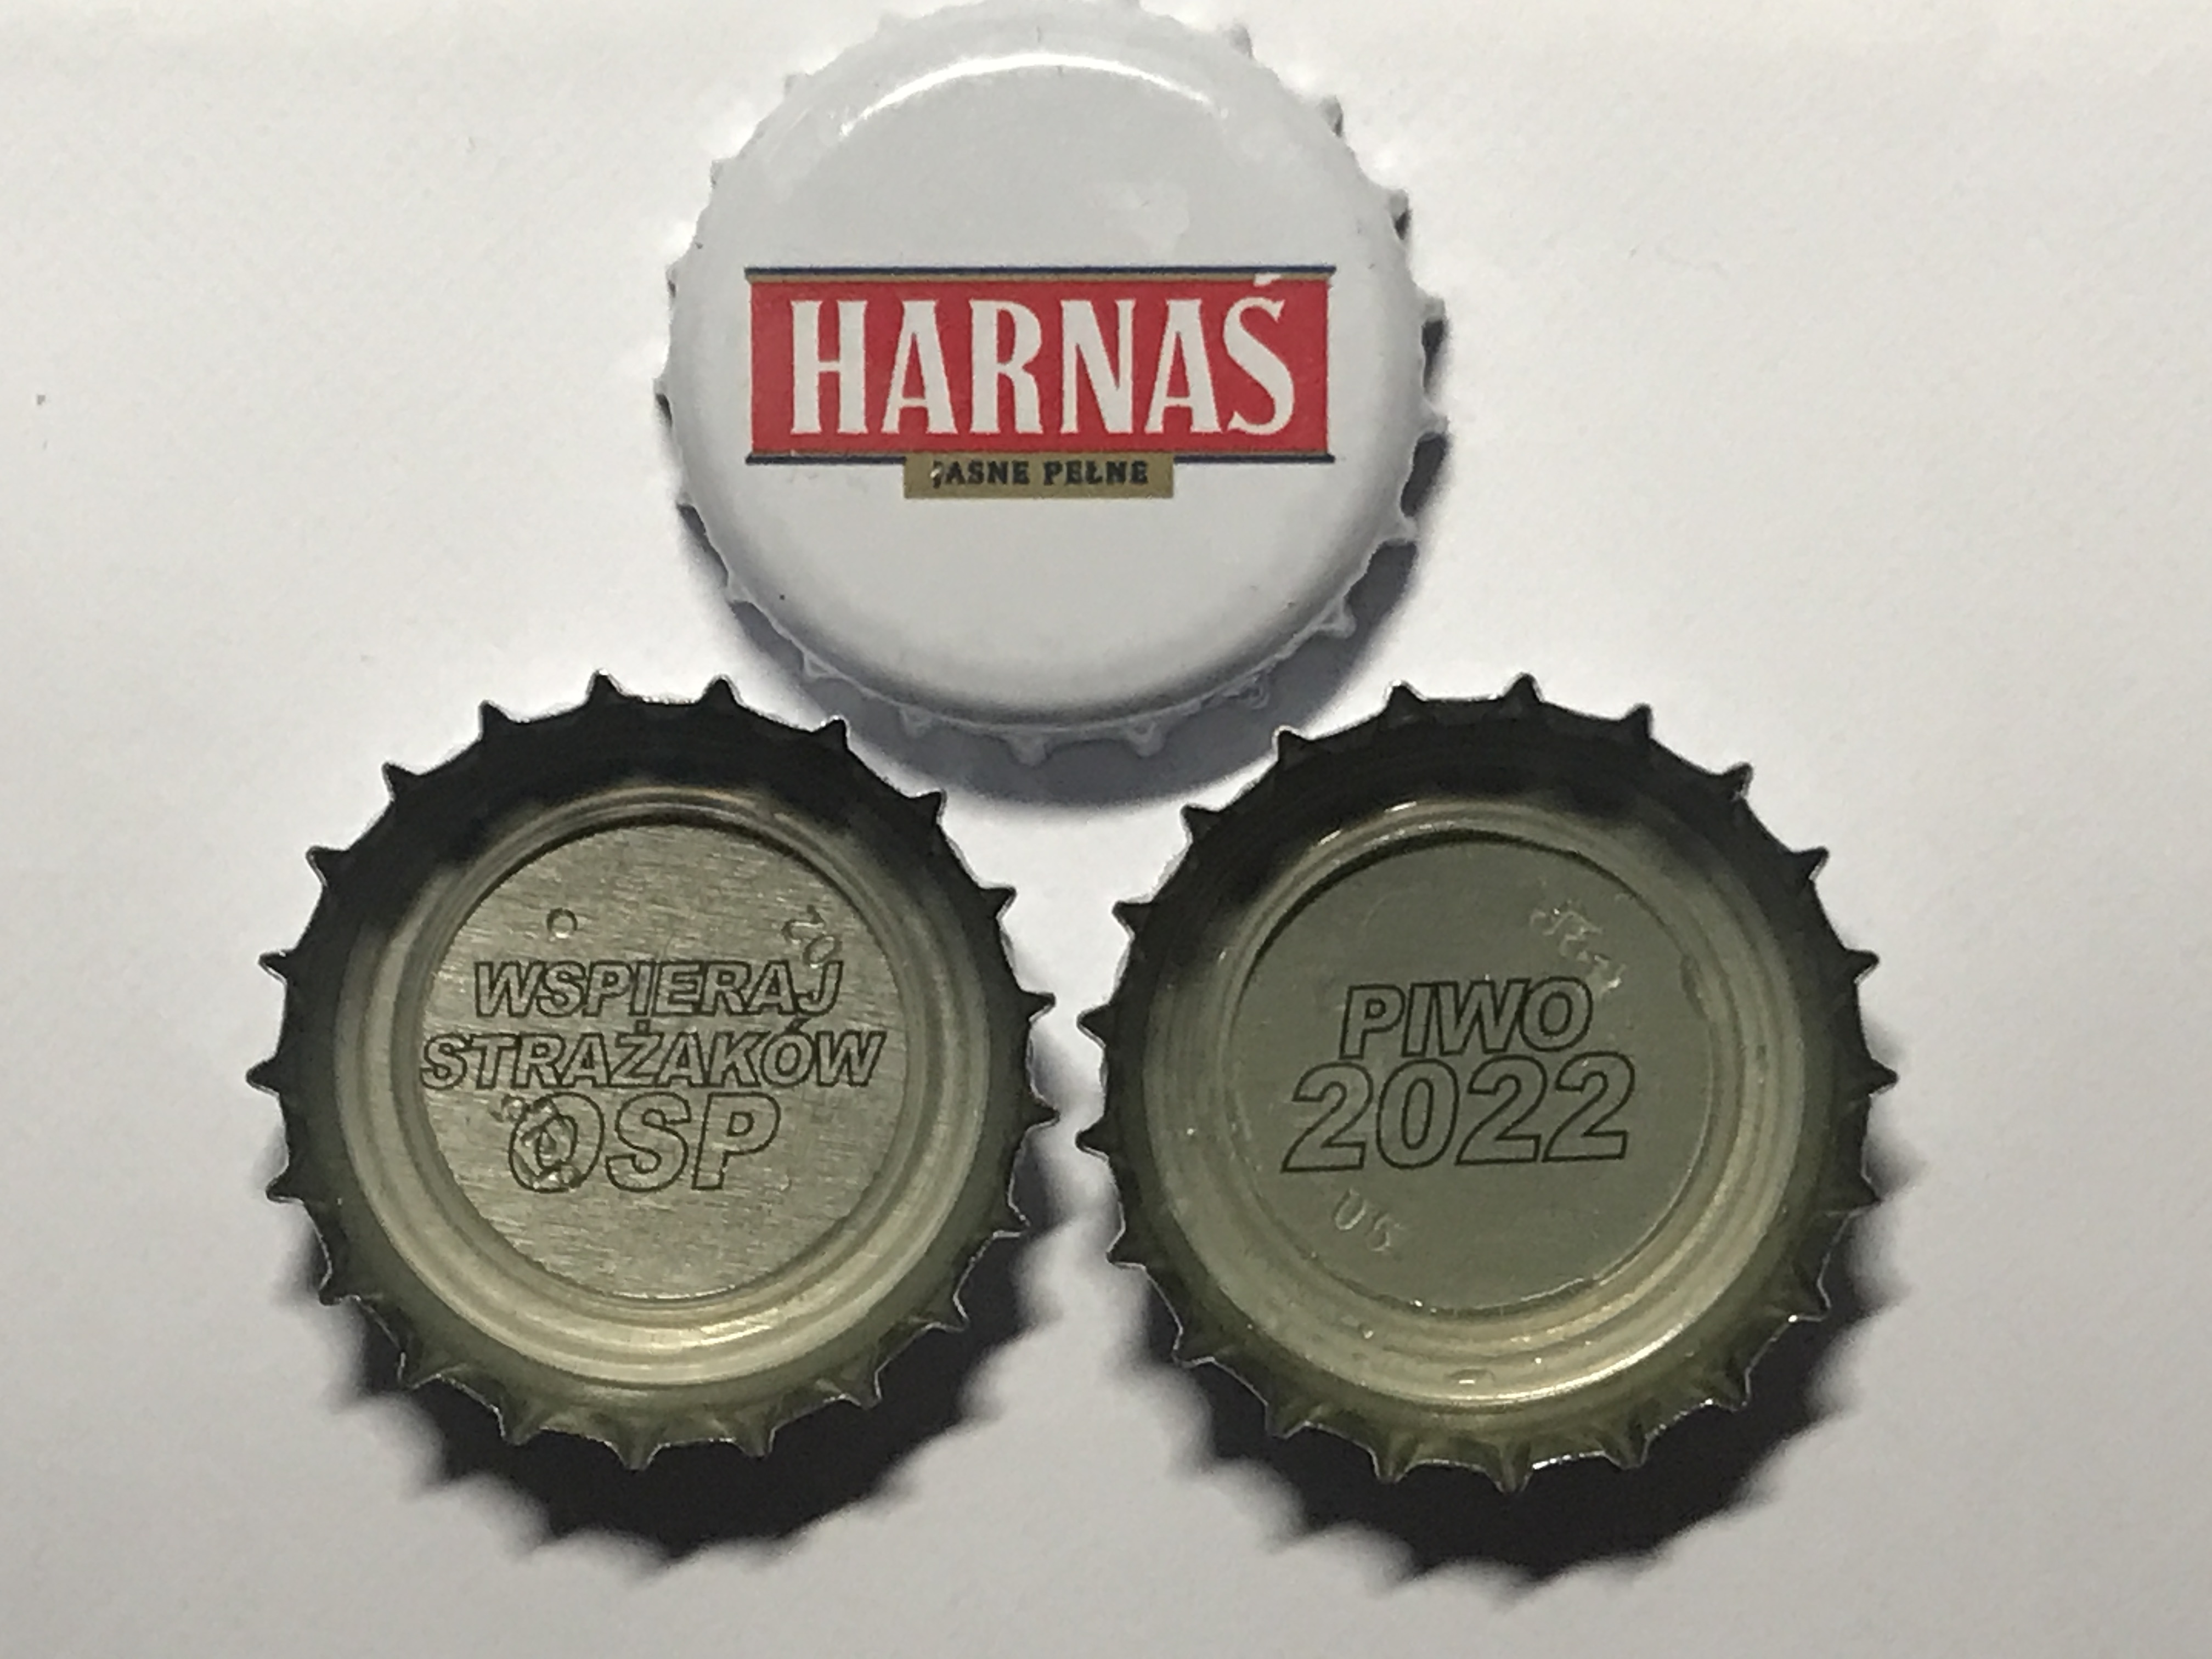 HARNAŚ
JASNE PEŁNE
WSPIERAJ
STRAŻAKÓW
OSP
PIWO
2022